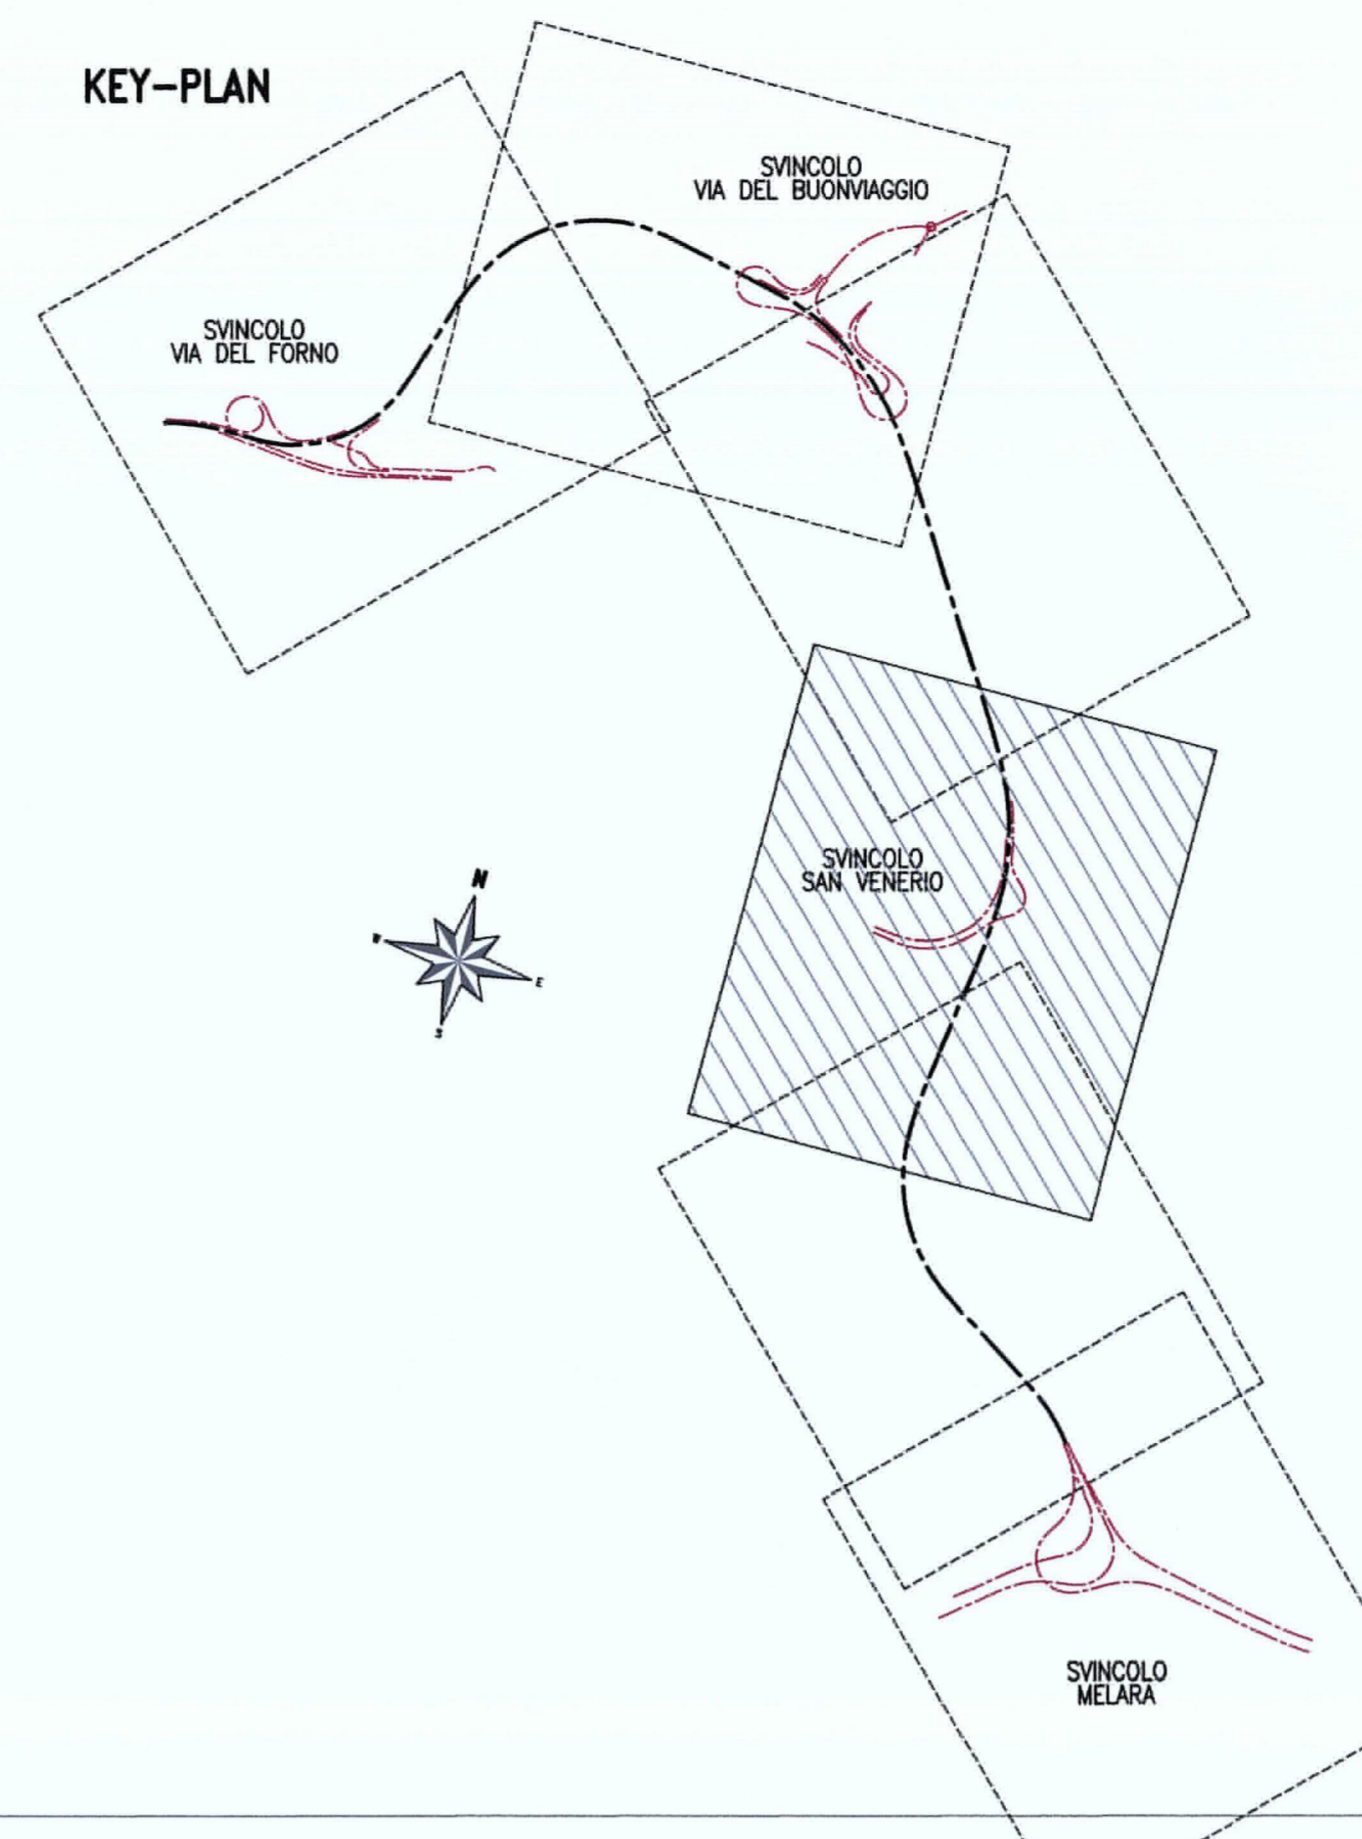 KEY-PLAN
SVINCOLO
VIA DEL BUONVIAGGIO
SVINCOLO
VIA DEL FORNO
SVINCOLO
SAN VENERIO
N
W
E
S
SVINCOLO
MELARA